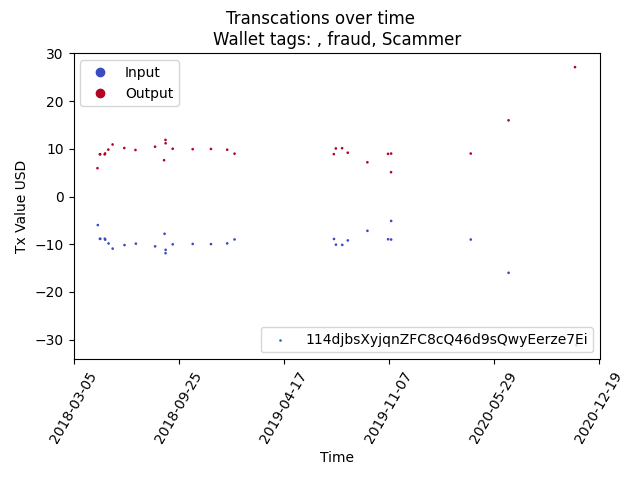 Transcations over time
Wallet tags: , fraud, Scammer
Tx Value USD
30
20
10
0
−10
−20
−30
Input
Output
114djbsXyjqnZFC8cQ46d9sQwyEerze7Ei
2018-03-05
2018-09-25
2019-04-17
2019-11-07
2020-05-29
2020-12-19
Time